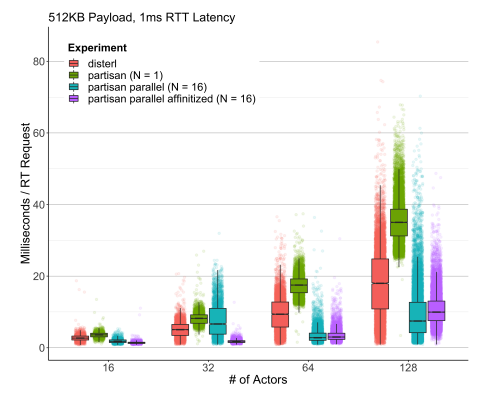 512KB Payload, 1ms RTT Latency
Experiment
disterl
partisan (N = 1)
partisan parallel (N = 16)
partisan parallel affinitized (N = 16)
Milliseconds / RT Request
80
60
40
20
0
16 32 64 128
# of Actors